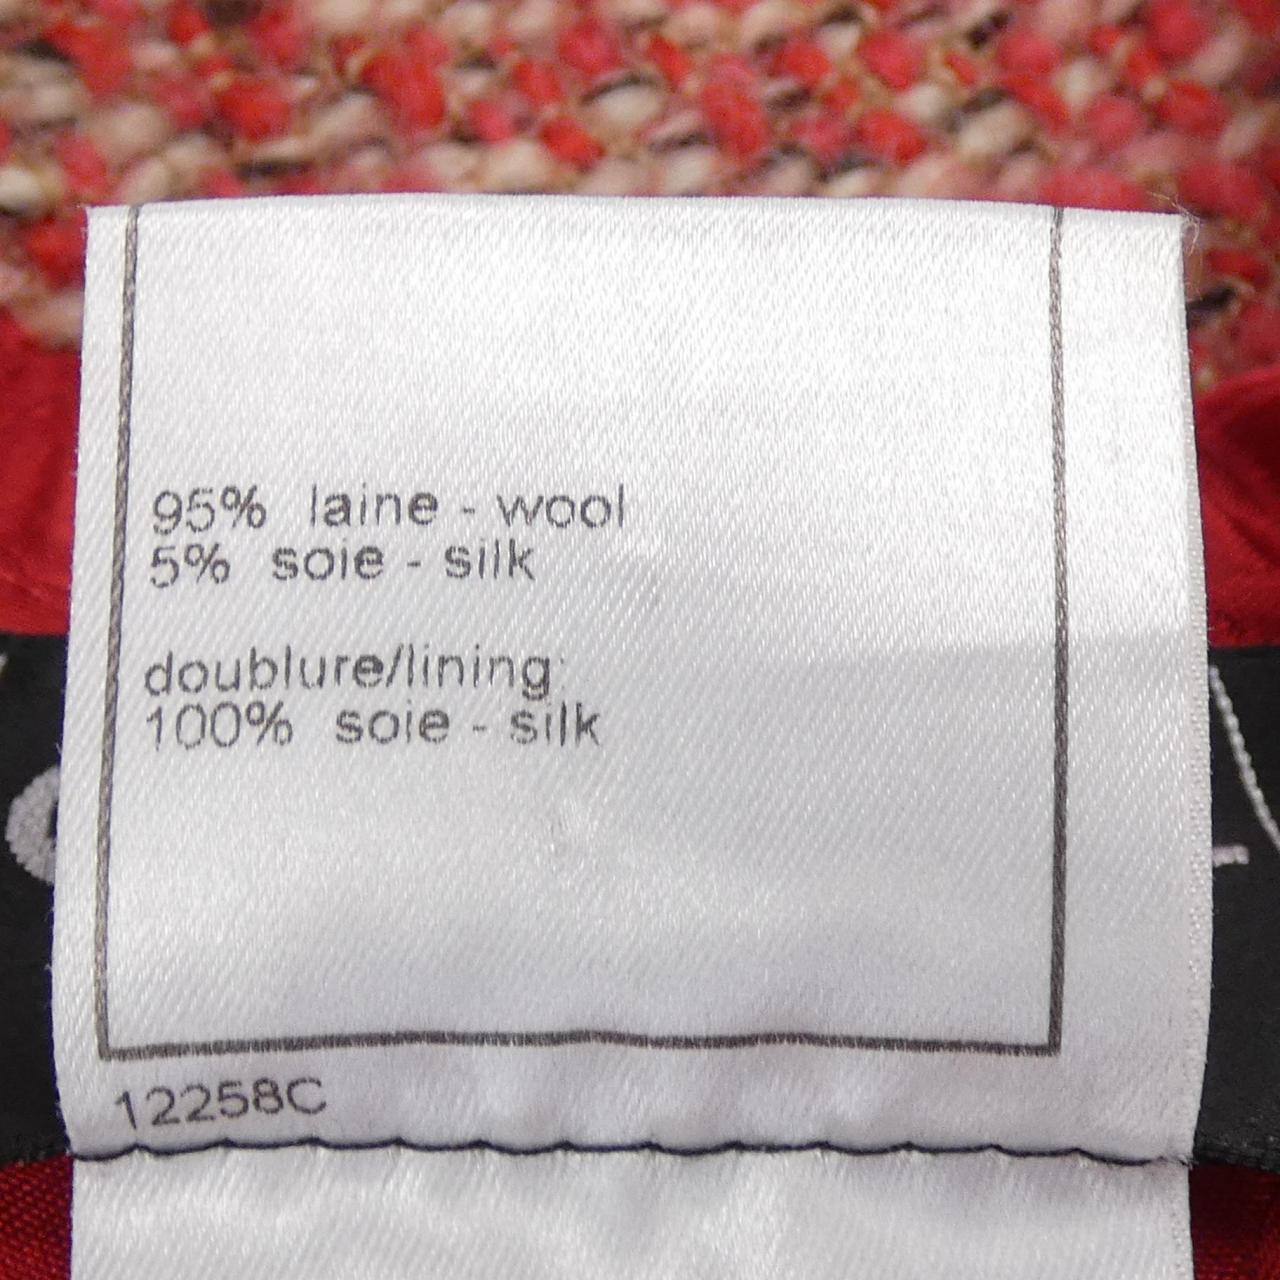 95% laine - wool
5% soie - silk
doublure/lining:
100% soie - silk
12258C